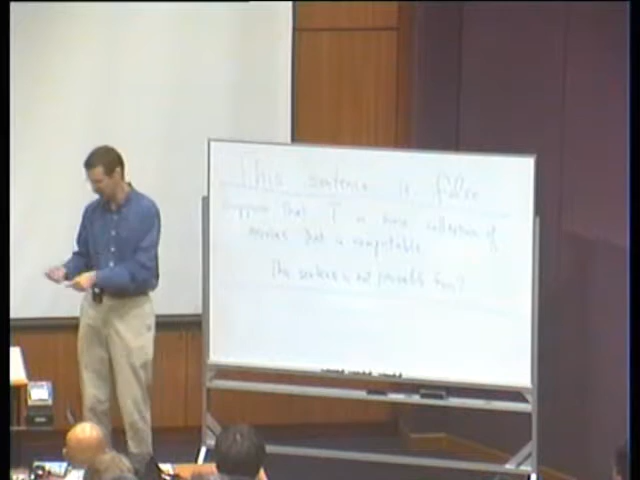 This sentence is false
Suppose that T is some collection of
axioms that is computable
This sentence is not provable from T